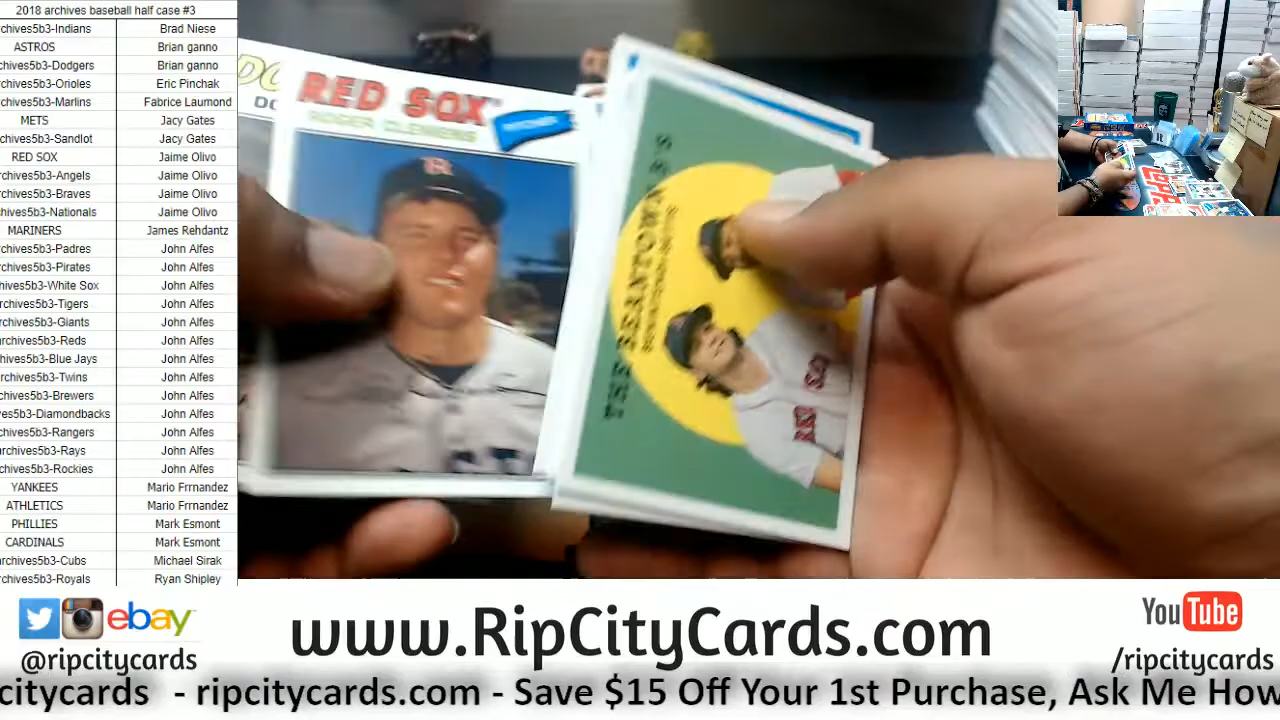 2018 archives baseball half case #3
rchives5b3-Indians Brad Niese
ASTROS Brian ganno
chives5b3-Dodgers Brian ganno
rchives5b3-Orioles Eric Pinchak
rchives5b3-Marlins Fabrice Laumond
METS Jacy Gates
chives5b3-Sandlot Jacy Gates
RED SOX Jaime Olivo
rchives5b3-Angels Jaime Olivo
rchives5b3-Braves Jaime Olivo
hives5b3-Nationals Jaime Olivo
MARINERS James Rehdantz
rchives5b3-Padres John Alfes
rchives5b3-Pirates John Alfes
hives5b3-White Sox John Alfes
rchives5b3-Tigers John Alfes
rchives5b3-Giants John Alfes
rchives5b3-Reds John Alfes
hives5b3-Blue Jays John Alfes
rchives5b3-Twins John Alfes
chives5b3-Brewers John Alfes
es5b3-Diamondbacks John Alfes
chives5b3-Rangers John Alfes
rchives5b3-Rays John Alfes
chives5b3-Rockies John Alfes
YANKEES Mario Frrnandez
ATHLETICS Mario Frrnandez
PHILLIES Mark Esmont
CARDINALS Mark Esmont
rchives5b3-Cubs Michael Sirak
rchives5b3-Royals Ryan Shipley
DO
RED SOX
ebay
@ripcitycards
www.RipCityCards.com
YouTube
/ripcitycards
citycards - ripcitycards.com - Save $15 Off Your 1st Purchase, Ask Me How